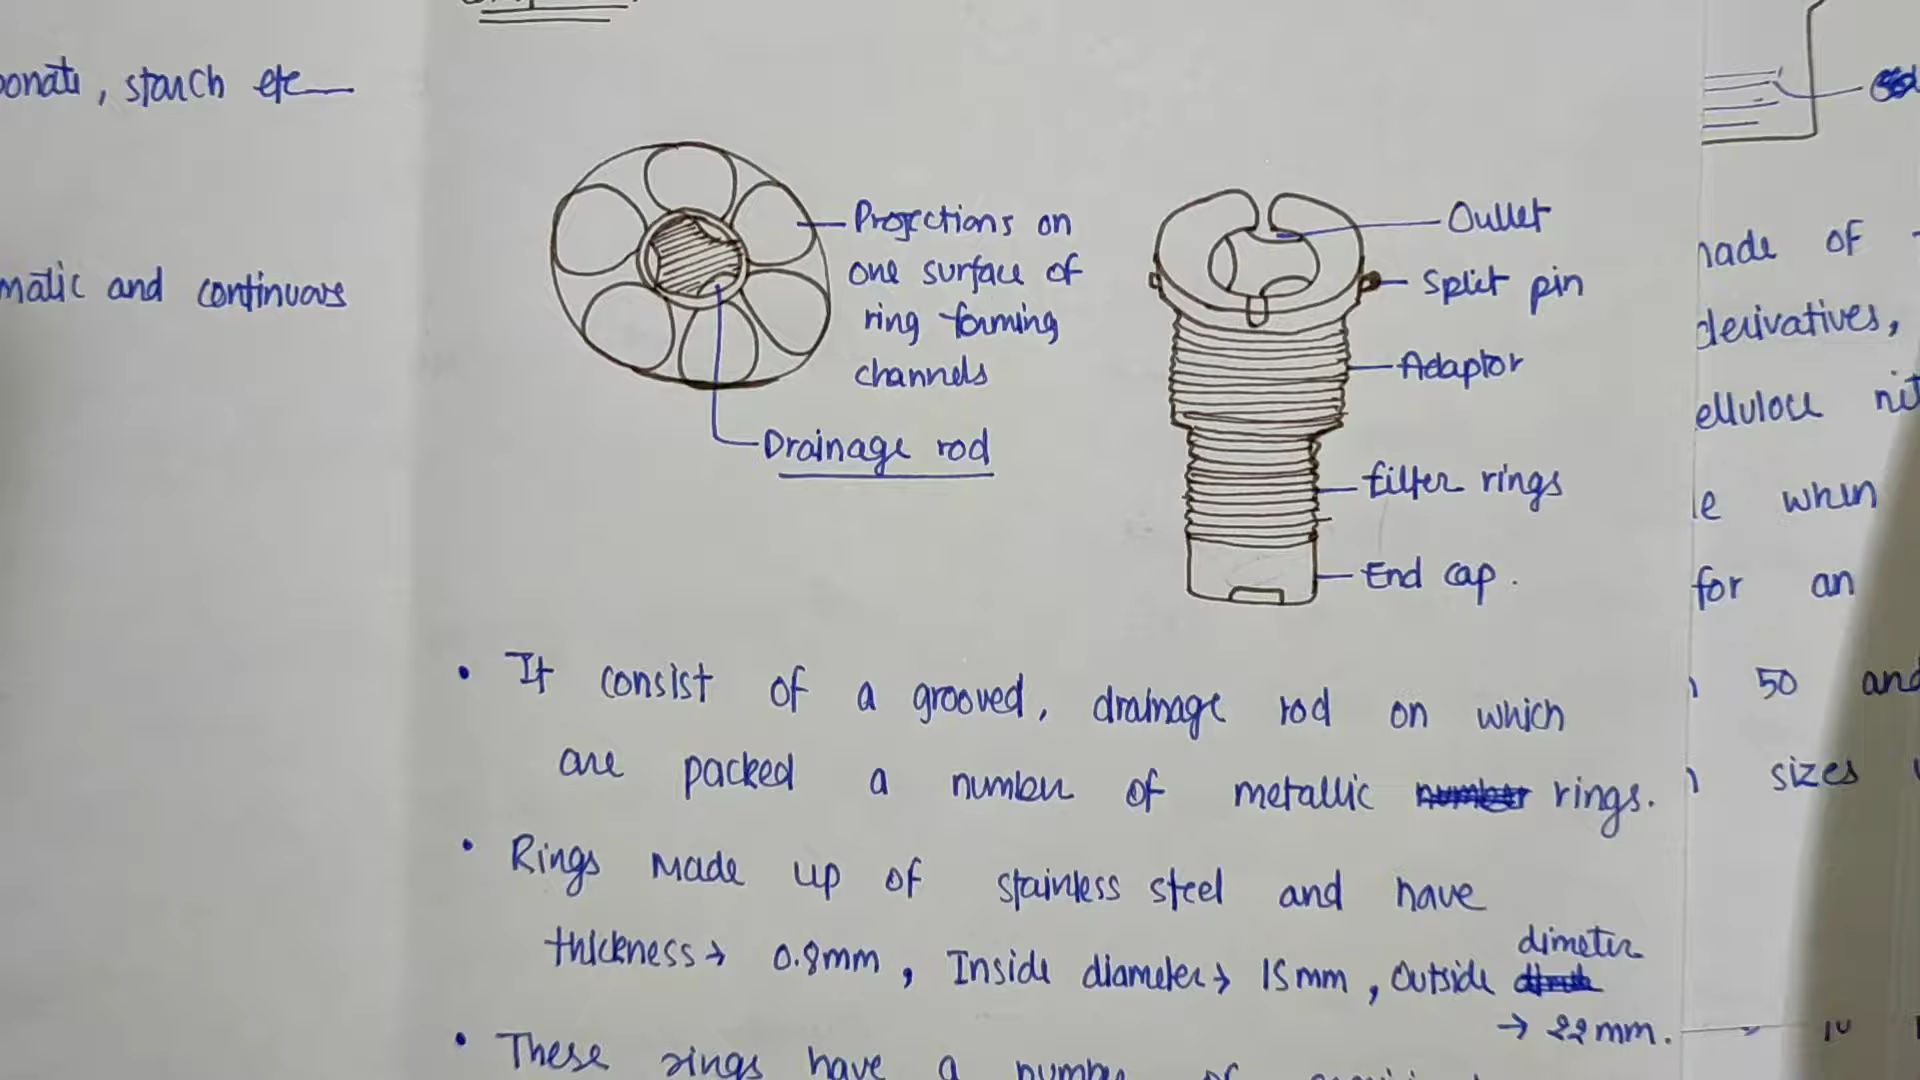 starch etc
and continuous
Projections on
one surface of
ring forming
channels
Drainage rod
Outlet
Split pin
Adaptor
filter rings
End cap.
• It consist of a grooved, drainage rod on which
are packed a number of metallic rings.
• Rings made up of stainless steel and have
thickness → 0.8mm, Inside diameter → 15mm, outside dimeter
→ 22mm.
• These rings have a number of
made of
derivatives,
when
for an
50 and
sizes